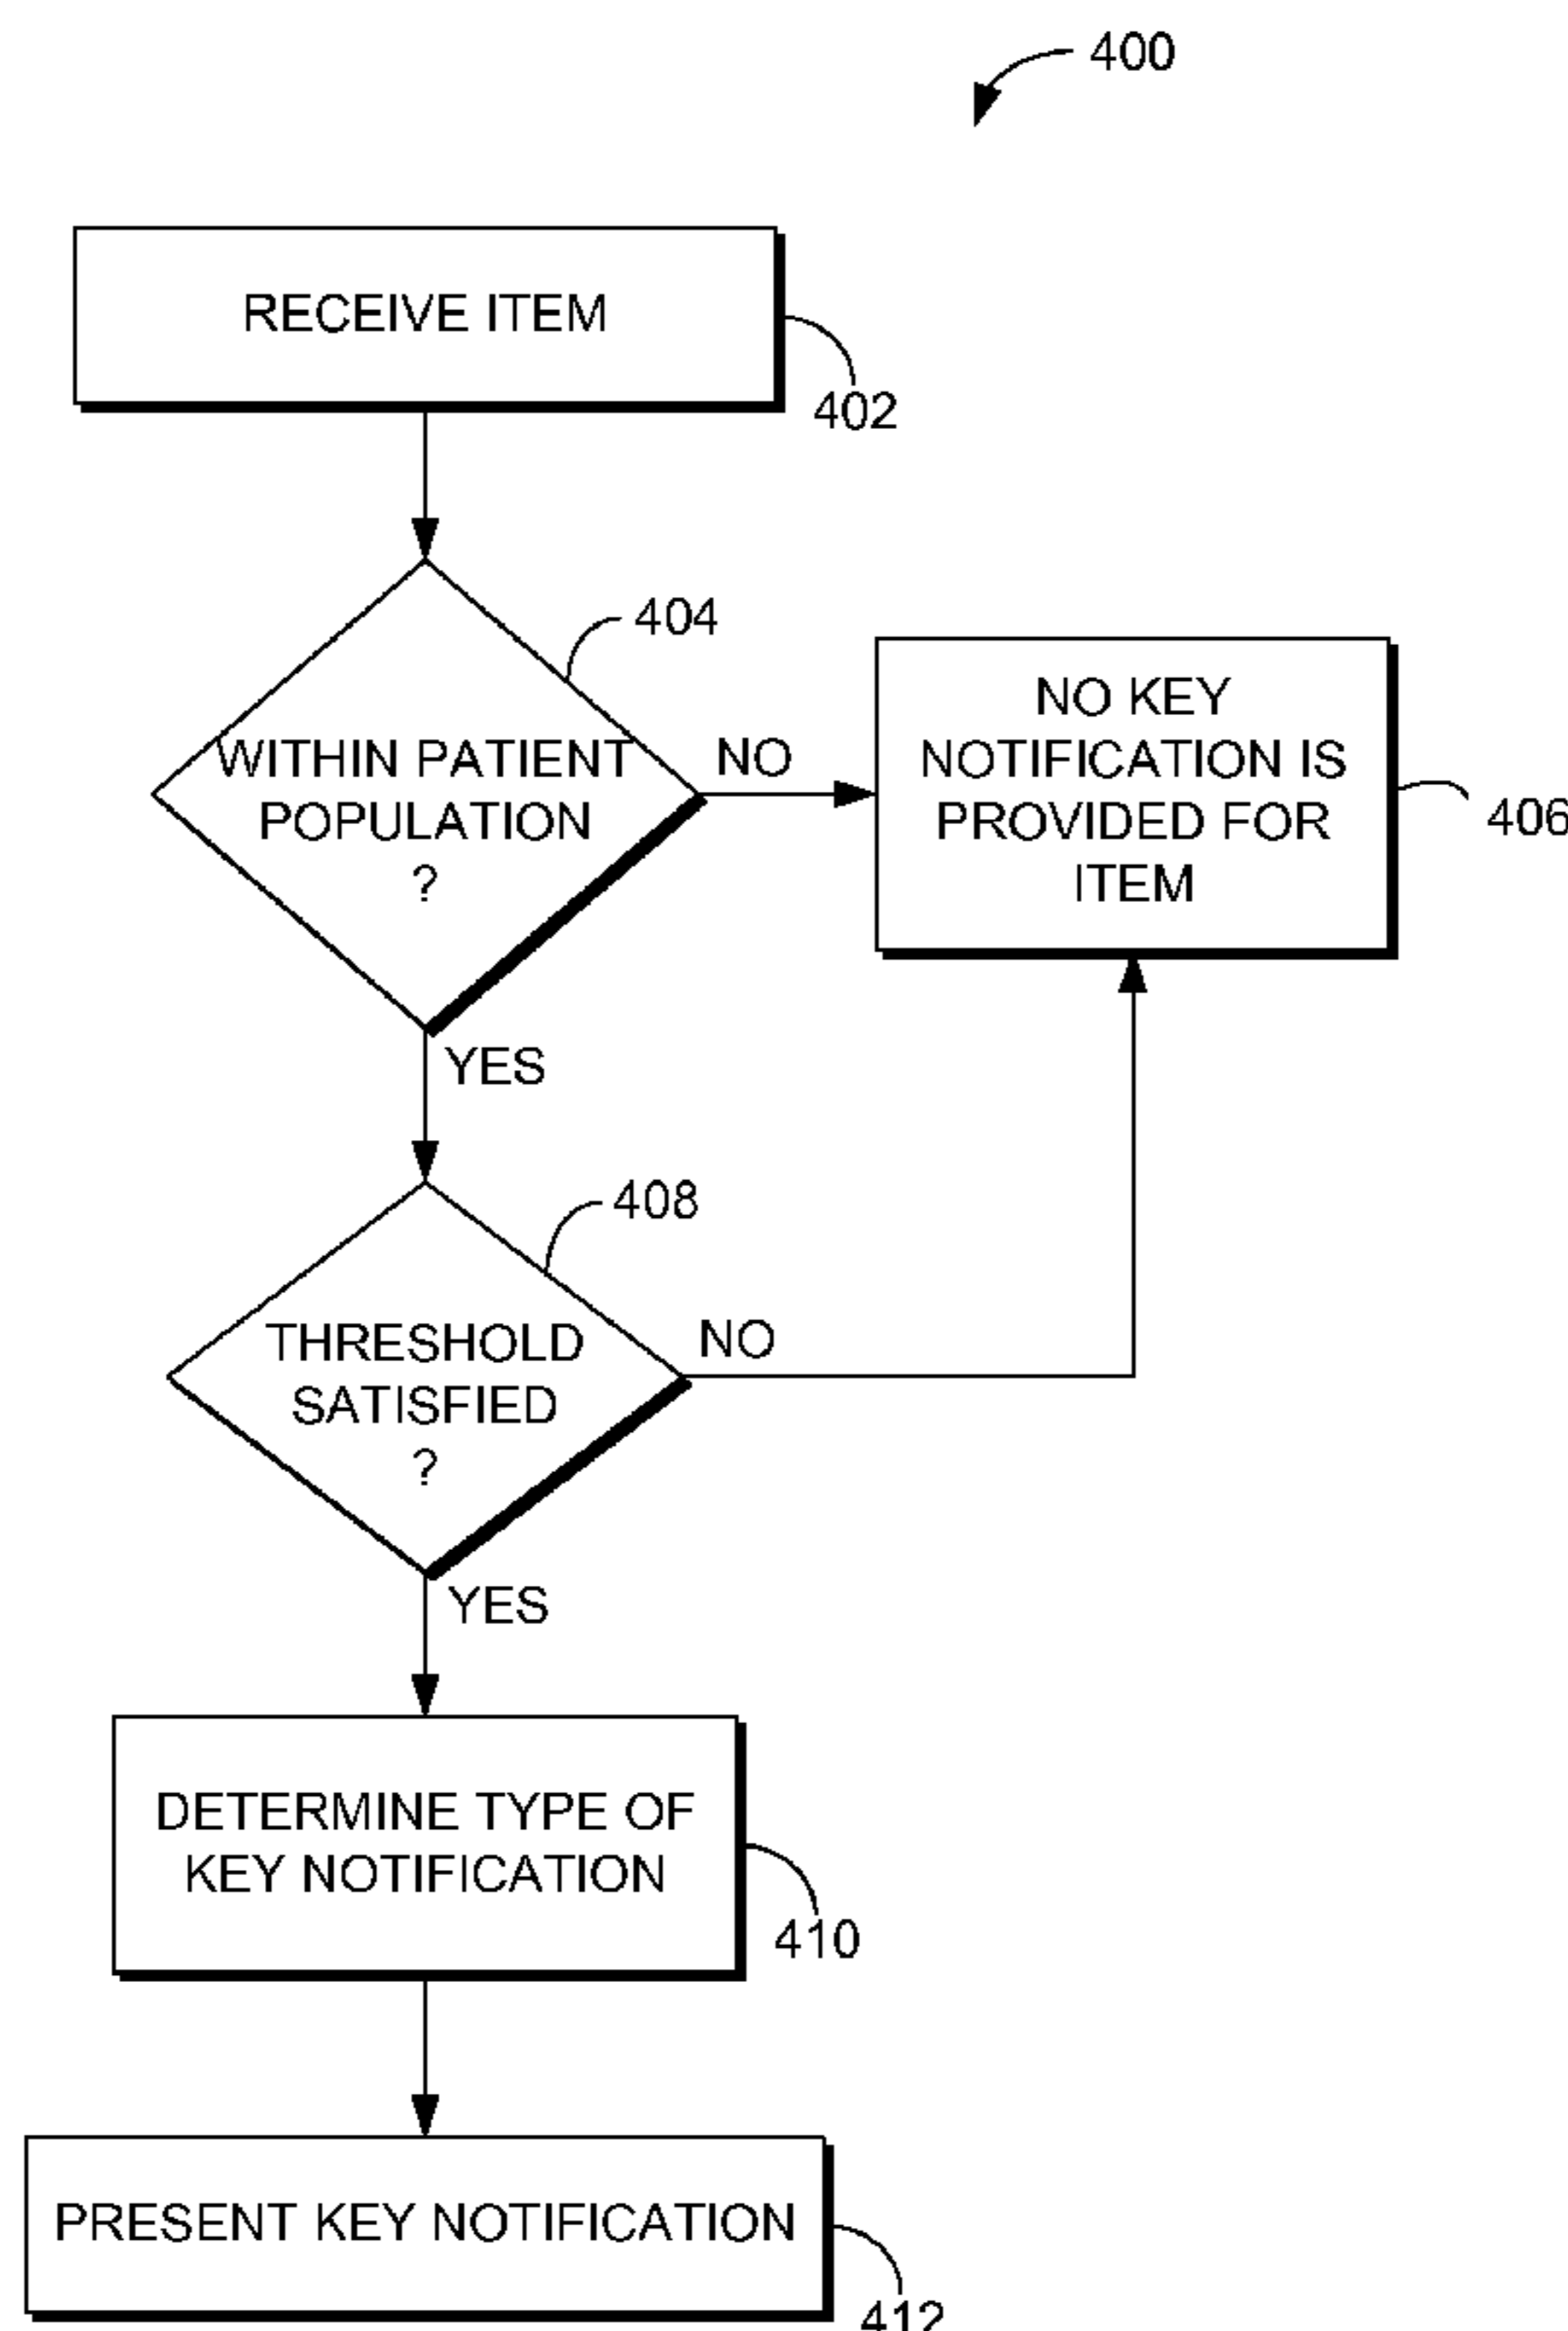 400
RECEIVE ITEM
402
404
WITHIN PATIENT
POPULATION
?
NO
NO KEY
NOTIFICATION IS
PROVIDED FOR
ITEM
406
YES
408
THRESHOLD
SATISFIED
?
NO
YES
DETERMINE TYPE OF
KEY NOTIFICATION
410
PRESENT KEY NOTIFICATION
412